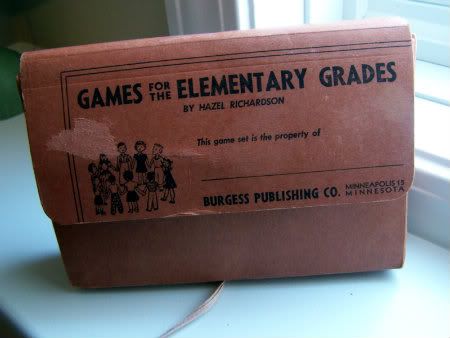 GAMES FOR THE ELEMENTARY GRADES
BY HAZEL RICHARDSON
This game set is the property of
BURGESS PUBLISHING CO. MINNEAPOLIS 15 MINNESOTA